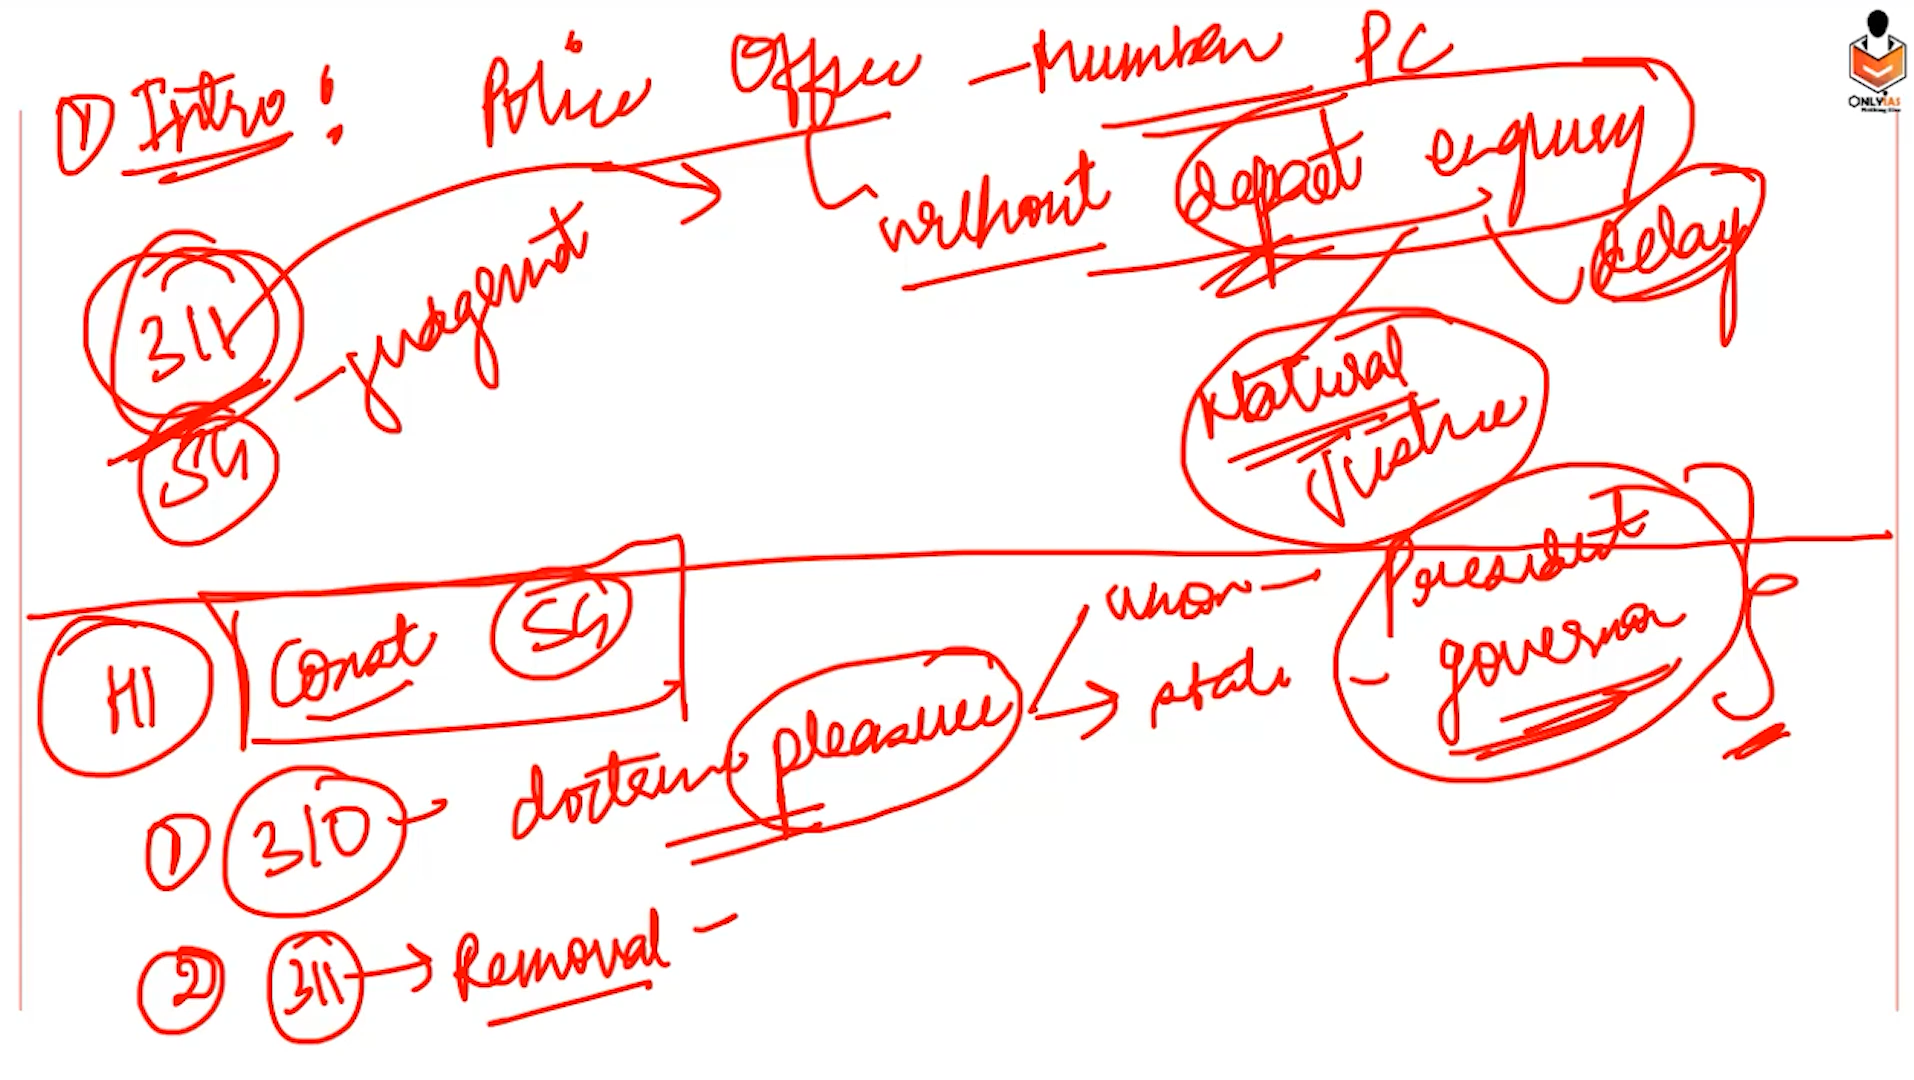 ① Intro : Police Officer - Mumbai PC
without depart enquiry
Delay
311 - judgement
SG
Natural Justice
H1 Const SG
① 310 - doctrine pleasure
union - President
state - governor
② 311 → Removal -
ONLYIAS